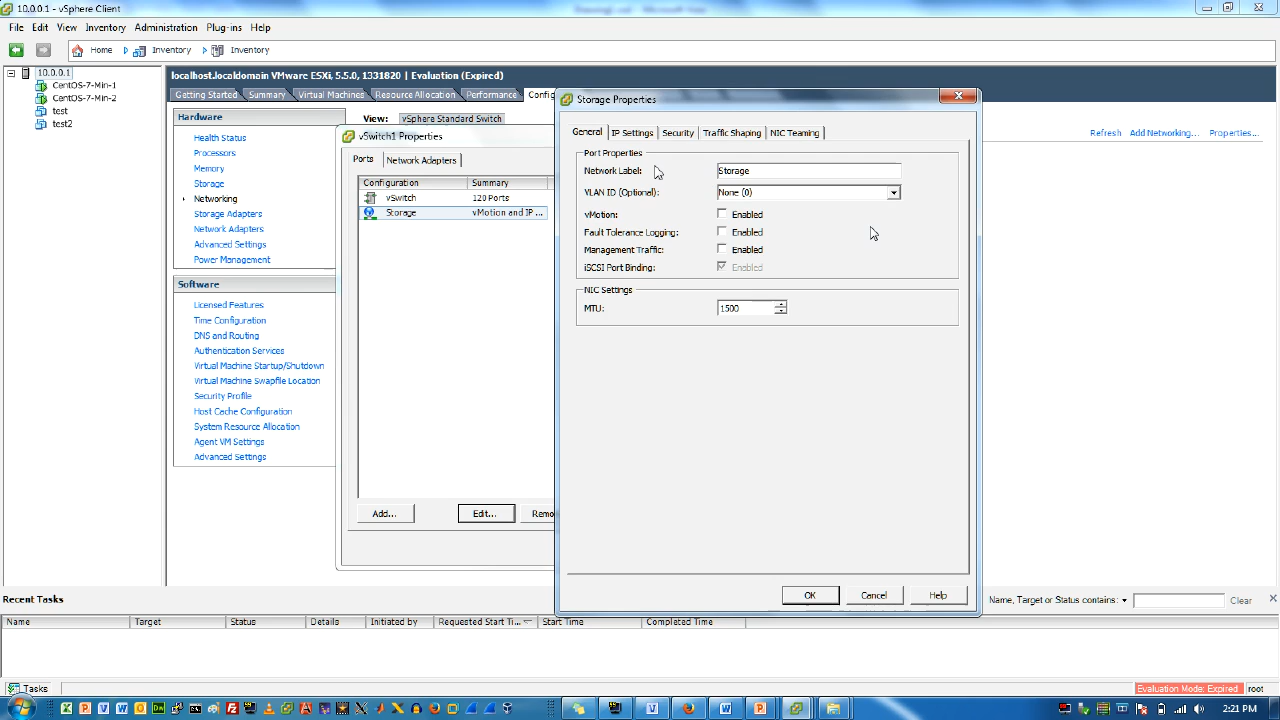 10.0.0.1 - vSphere Client
File Edit View Inventory Administration Plug-ins Help
Home Inventory Inventory
10.0.0.1
CentOS-7-Min-1
CentOS-7-Min-2
test
test2
localhost.localdomain VMware ESXi, 5.5.0, 1331820 | Evaluation (Expired)
Getting Started Summary Virtual Machines Resource Allocation Performance
Hardware
Health Status
Processors
Memory
Storage
Networking
Storage Adapters
Network Adapters
Advanced Settings
Power Management
Software
Licensed Features
Time Configuration
DNS and Routing
Authentication Services
Virtual Machine Startup/Shutdown
Virtual Machine Swapfile Location
Security Profile
Host Cache Configuration
System Resource Allocation
Agent VM Settings
Advanced Settings
View: vSphere Standard Switch
Refresh Add Networking... Properties...
vSwitch1 Properties
Ports Network Adapters
Configuration Summary
vSwitch 120 Ports
Storage vMotion and IP ...
Add... Edit...
Storage Properties
General IP Settings Security Traffic Shaping NIC Teaming
Port Properties
Network Label: Storage
VLAN ID (Optional): None (0)
vMotion: Enabled
Fault Tolerance Logging: Enabled
Management Traffic: Enabled
iSCSI Port Binding: Enabled
NIC Settings
MTU: 1500
OK Cancel Help
Recent Tasks
Name, Target or Status contains: Clear
Name Target Status Details Initiated by Requested Start Ti... Start Time Completed Time
Tasks
Evaluation Mode: Expired root
2:21 PM